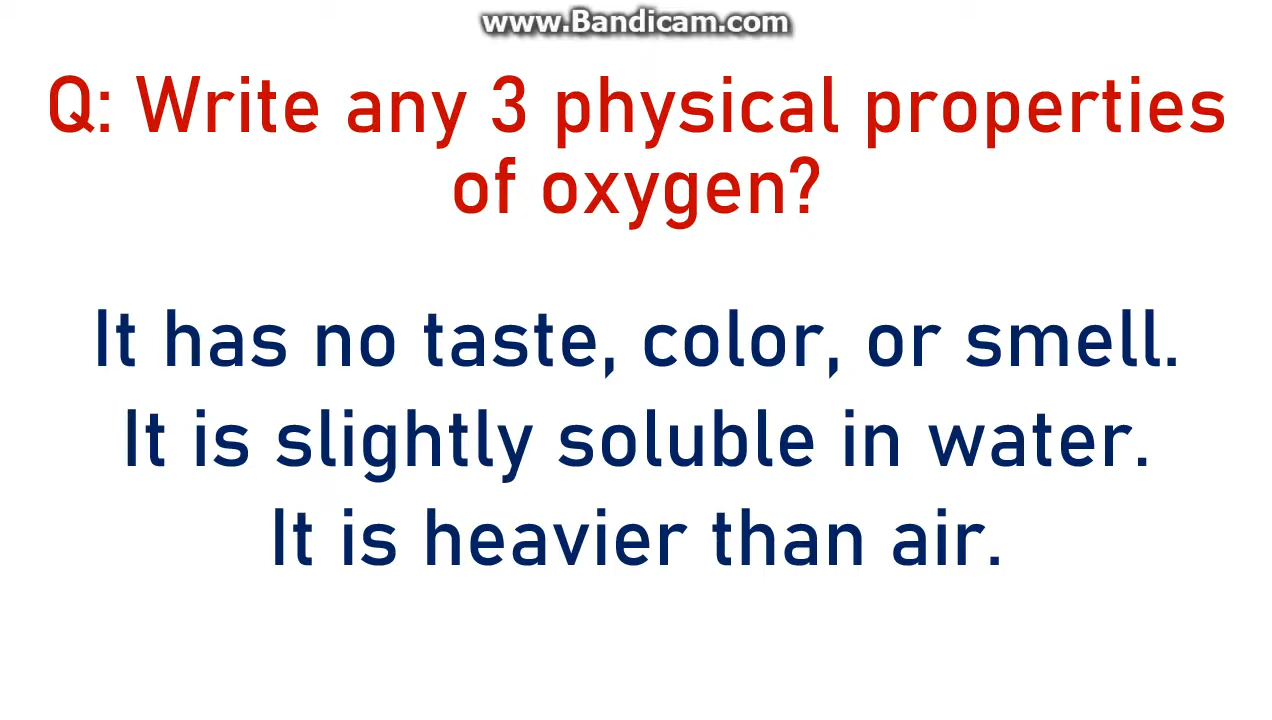 www.Bandicam.com
Q: Write any 3 physical properties
of oxygen?
It has no taste, color, or smell.
It is slightly soluble in water.
It is heavier than air.